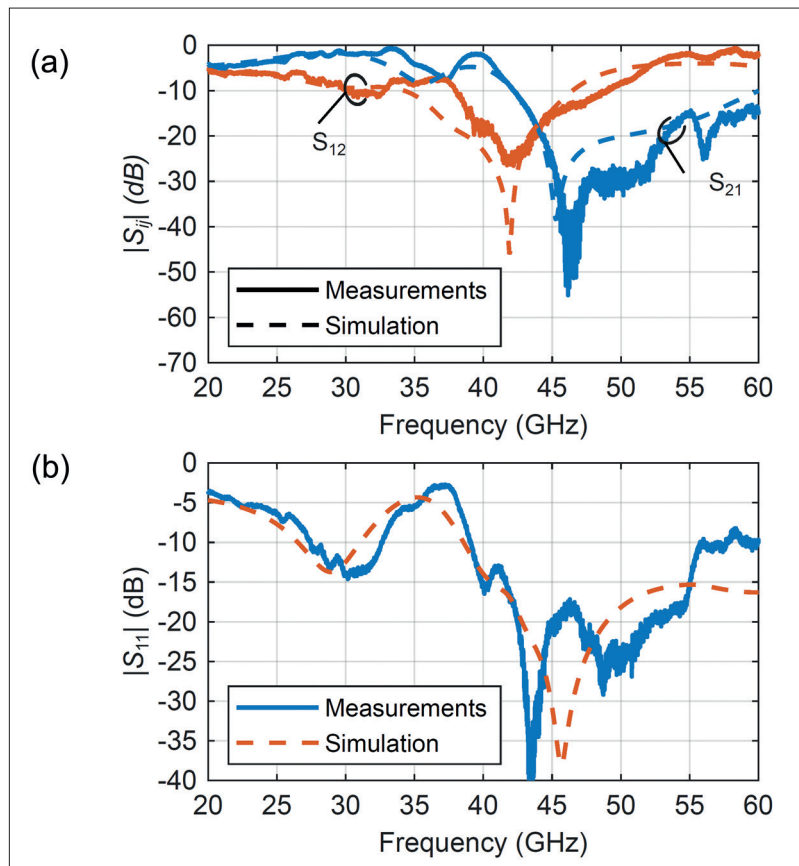 (a)
0
-10
-20
-30
-40
-50
-60
-70
|Sij| (dB)
S12
S21
Measurements
Simulation
20 25 30 35 40 45 50 55 60
Frequency (GHz)
(b)
0
-5
-10
-15
-20
-25
-30
-35
-40
|S11| (dB)
Measurements
Simulation
20 25 30 35 40 45 50 55 60
Frequency (GHz)